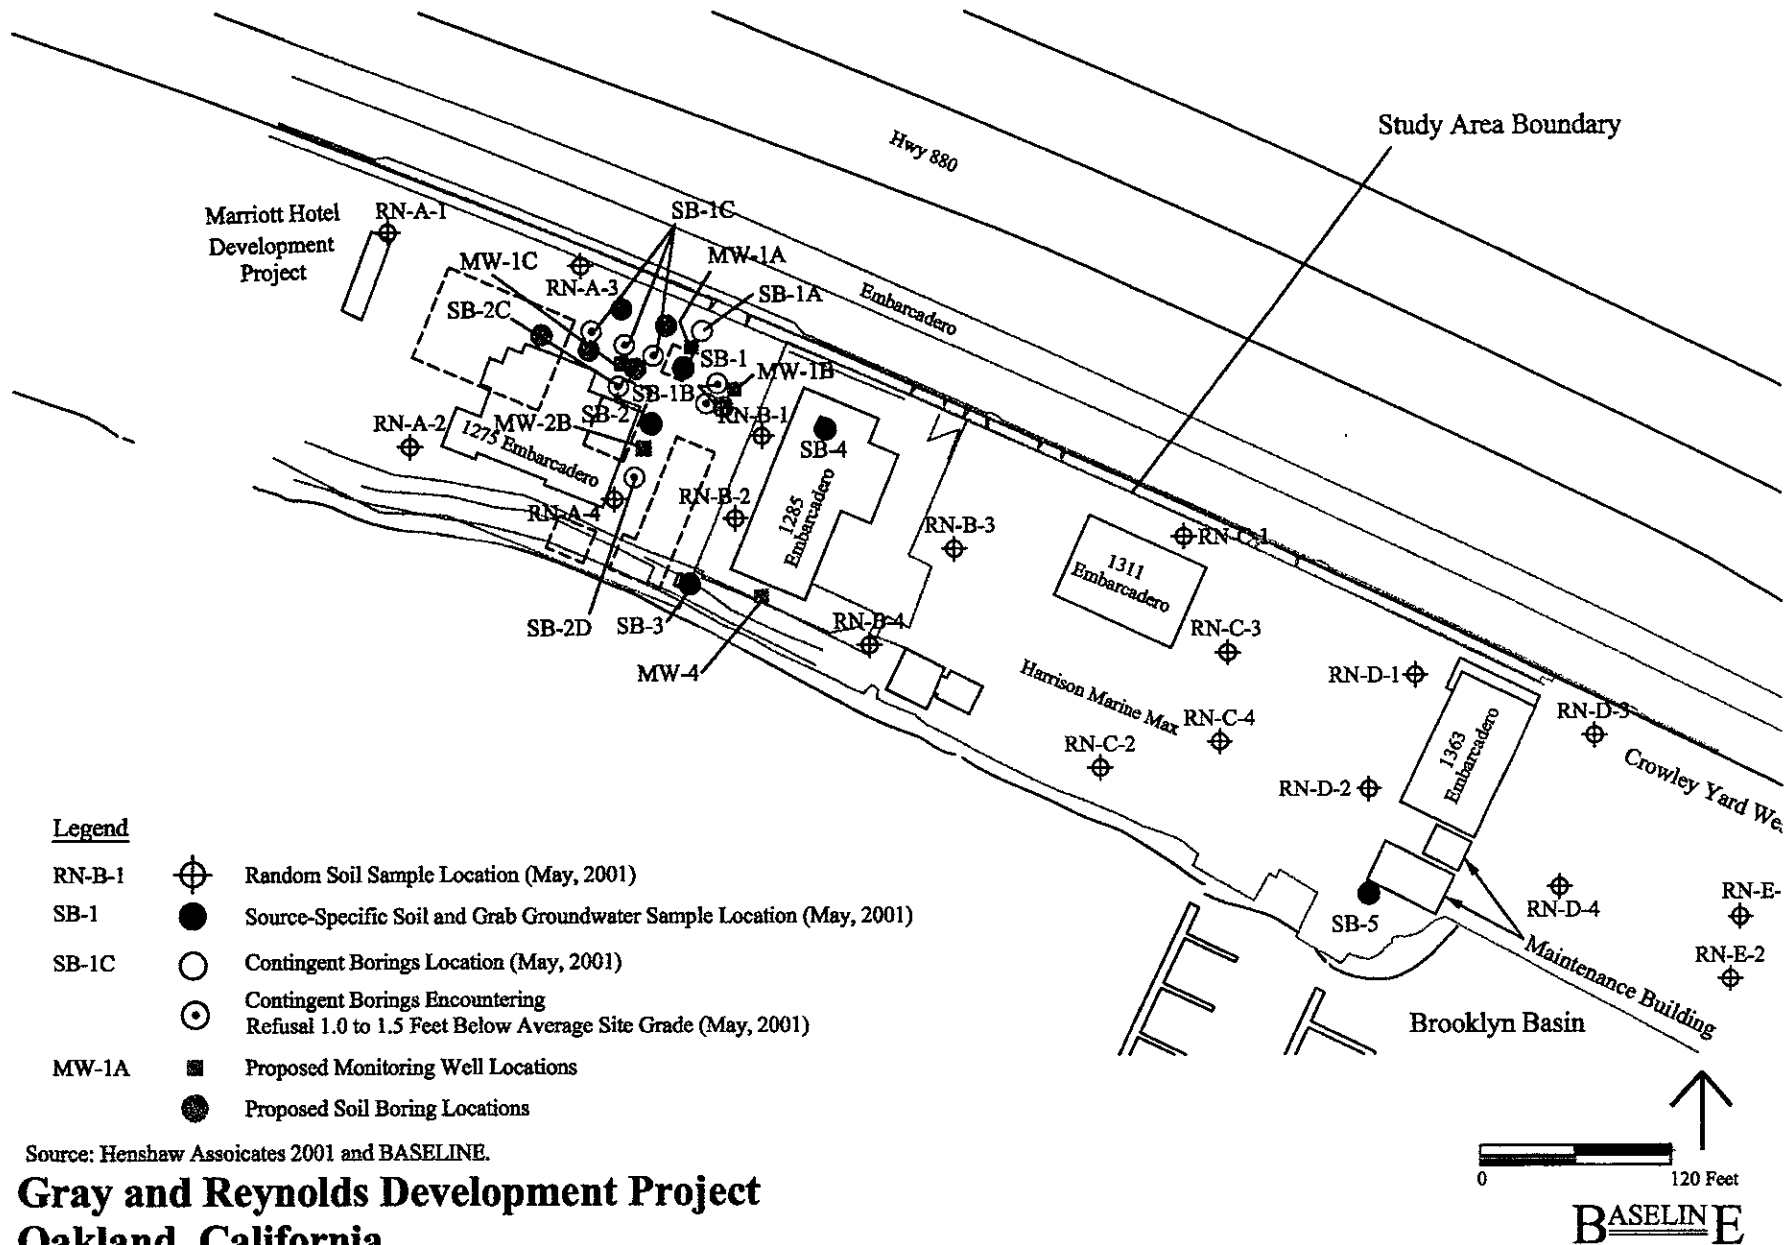 Study Area Boundary
Hwy 880
Marriott Hotel
Development
Project
RN-A-1
SB-1C
MW-1C
MW-1A
RN-A-3
SB-1A
Embarcadero
SB-2C
SB-1
MW-1B
SB-1B
RN-A-2
MW-2B
SB-2
RN-B-1
1275 Embarcadero
SB-4
RN-A-4
RN-B-2
1285
Embarcadero
RN-B-3
RN-C-1
1311
Embarcadero
SB-2D
SB-3
RN-B-4
RN-C-3
MW-4
Harrison Marine Max
RN-D-1
RN-C-4
RN-C-2
RN-D-3
1363
Embarcadero
RN-D-2
Crowley Yard We
SB-5
RN-D-4
RN-E-
RN-E-2
Maintenance Building
Brooklyn Basin
Legend
RN-B-1 Random Soil Sample Location (May, 2001)
SB-1 Source-Specific Soil and Grab Groundwater Sample Location (May, 2001)
SB-1C Contingent Borings Location (May, 2001)
Contingent Borings Encountering
Refusal 1.0 to 1.5 Feet Below Average Site Grade (May, 2001)
MW-1A Proposed Monitoring Well Locations
Proposed Soil Boring Locations
Source: Henshaw Assoicates 2001 and BASELINE.
Gray and Reynolds Development Project
Oakland, California
0 120 Feet
BASELINE